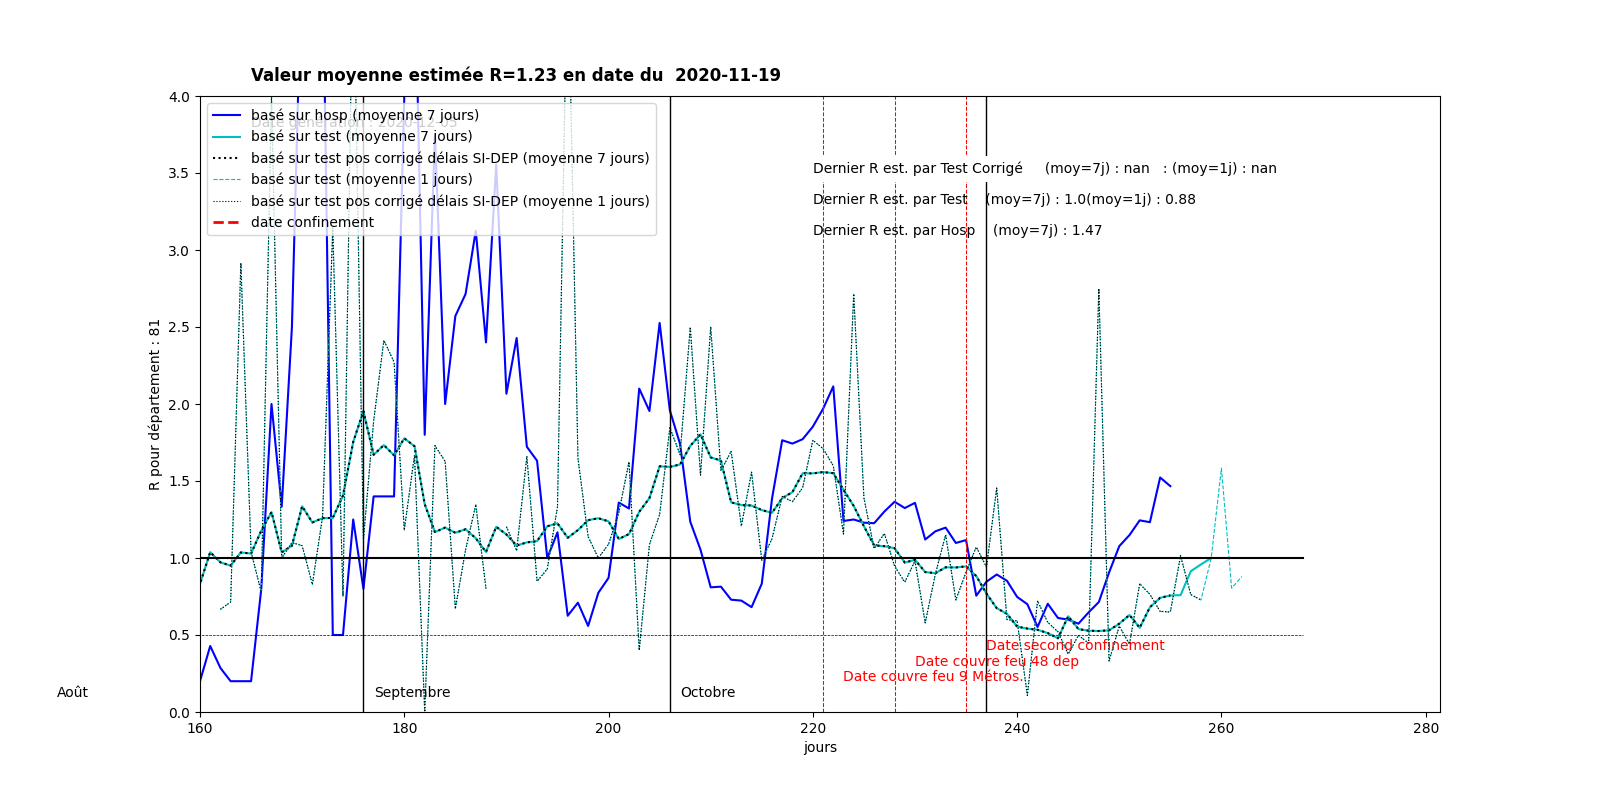 Valeur moyenne estimée R=1.23 en date du  2020-11-19
4.0
3.5
3.0
2.5
2.0
1.5
1.0
0.5
0.0
R pour département : 81
basé sur hosp (moyenne 7 jours)
basé sur test (moyenne 7 jours)
basé sur test pos corrigé délais SI-DEP (moyenne 7 jours)
basé sur test (moyenne 1 jours)
basé sur test pos corrigé délais SI-DEP (moyenne 1 jours)
date confinement
Dernier R est. par Test Corrigé     (moy=7j) : nan   : (moy=1j) : nan
Dernier R est. par Test    (moy=7j) : 1.0(moy=1j) : 0.88
Dernier R est. par Hosp    (moy=7j) : 1.47
Date second confinement
Date couvre feu 48 dep
Date couvre feu 9 Métros.
Août
Septembre
Octobre
160 180 200 220 240 260 280
jours